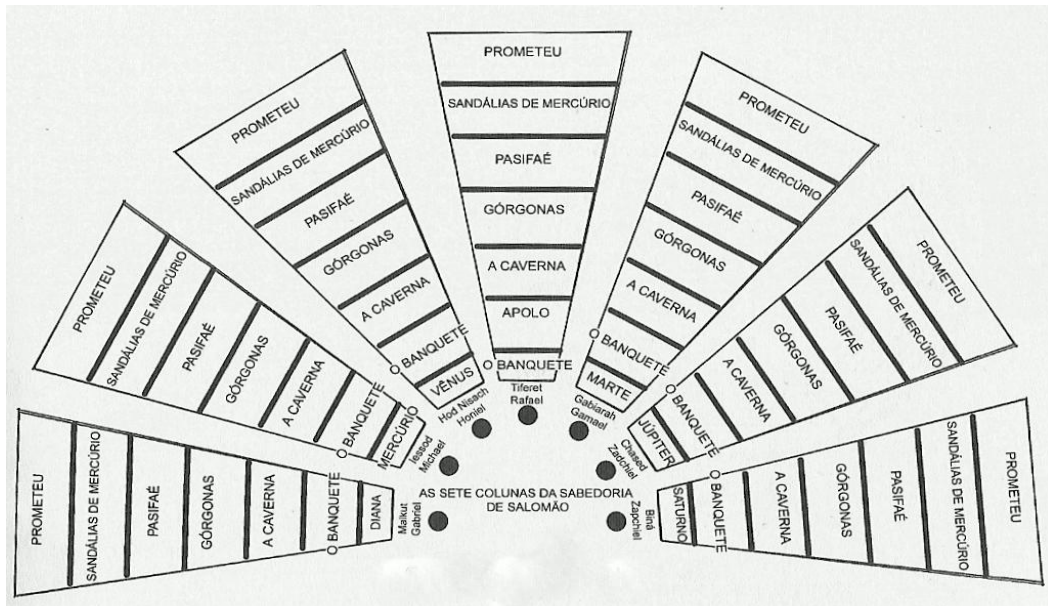 PROMETEU
SANDÁLIAS DE MERCÚRIO
PASIFAÉ
GÓRGONAS
A CAVERNA
O BANQUETE
DIANA
Malkut
Gabriel
PROMETEU
SANDÁLIAS DE MERCÚRIO
PASIFAÉ
GÓRGONAS
A CAVERNA
O BANQUETE
MERCÚRIO
Iessod
Michael
PROMETEU
SANDÁLIAS DE MERCÚRIO
PASIFAÉ
GÓRGONAS
A CAVERNA
O BANQUETE
VÊNUS
Hod Nisach
Honiel
PROMETEU
SANDÁLIAS DE MERCÚRIO
PASIFAÉ
GÓRGONAS
A CAVERNA
APOLO
O BANQUETE
Tiferet
Rafael
PROMETEU
SANDÁLIAS DE MERCÚRIO
PASIFAÉ
GÓRGONAS
A CAVERNA
O BANQUETE
MARTE
Gabiarah
Gamael
PROMETEU
SANDÁLIAS DE MERCÚRIO
PASIFAÉ
GÓRGONAS
A CAVERNA
O BANQUETE
JÚPITER
Chased
Zadchiel
PROMETEU
SANDÁLIAS DE MERCÚRIO
PASIFAÉ
GÓRGONAS
A CAVERNA
O BANQUETE
SATURNO
Biná
Zapchiel
AS SETE COLUNAS DA SABEDORIA
DE SALOMÃO